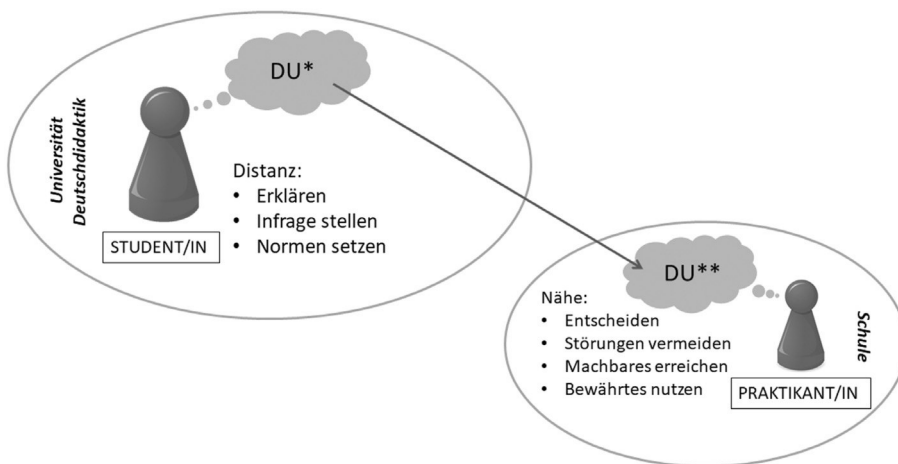 DU*
Universität
Deutschdidaktik
Distanz:
• Erklären
• Infrage stellen
• Normen setzen
STUDENT/IN
DU**
Nähe:
• Entscheiden
• Störungen vermeiden
• Machbares erreichen
• Bewährtes nutzen
Schule
PRAKTIKANT/IN